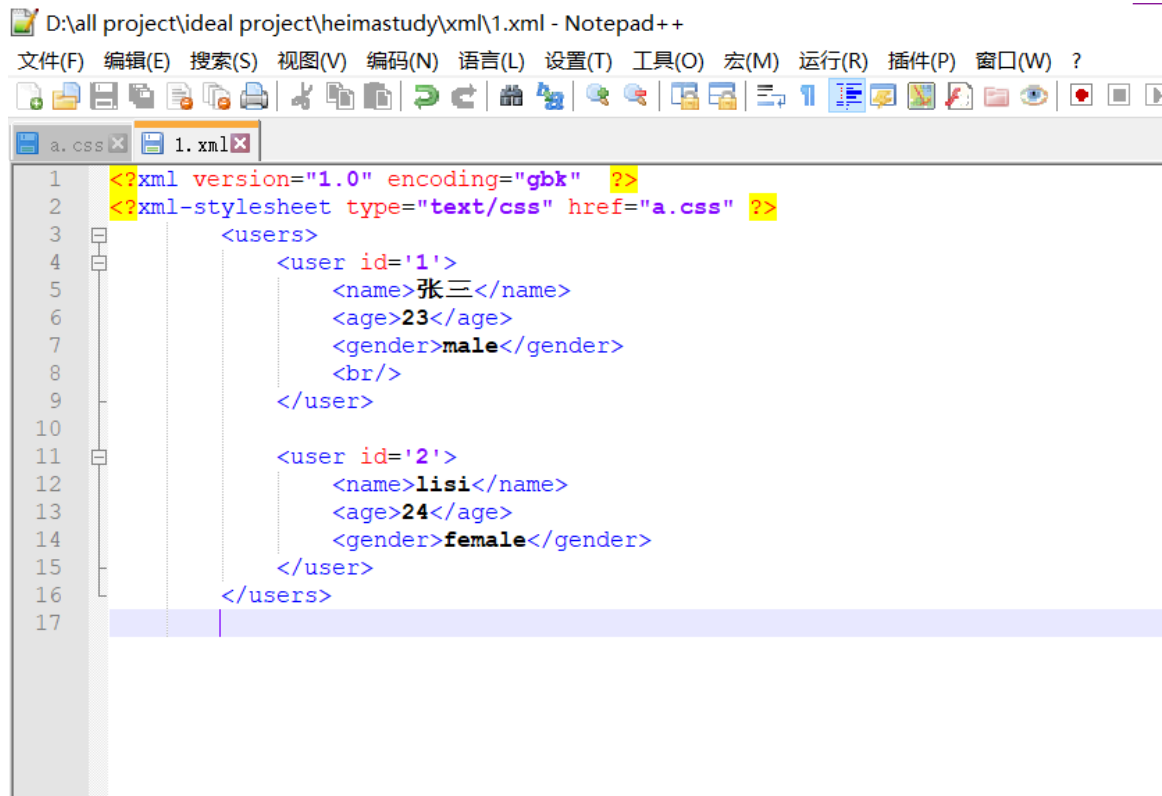 D:\all project\ideal project\heimastudy\xml\1.xml - Notepad++
文件(F) 编辑(E) 搜索(S) 视图(V) 编码(N) 语言(L) 设置(T) 工具(O) 宏(M) 运行(R) 插件(P) 窗口(W) ?
a.css 1.xml
1 <?xml version="1.0" encoding="gbk"  ?>
2 <?xml-stylesheet type="text/css" href="a.css" ?>
3 <users>
4 <user id='1'>
5 <name>张三</name>
6 <age>23</age>
7 <gender>male</gender>
8 <br/>
9 </user>
10
11 <user id='2'>
12 <name>lisi</name>
13 <age>24</age>
14 <gender>female</gender>
15 </user>
16 </users>
17